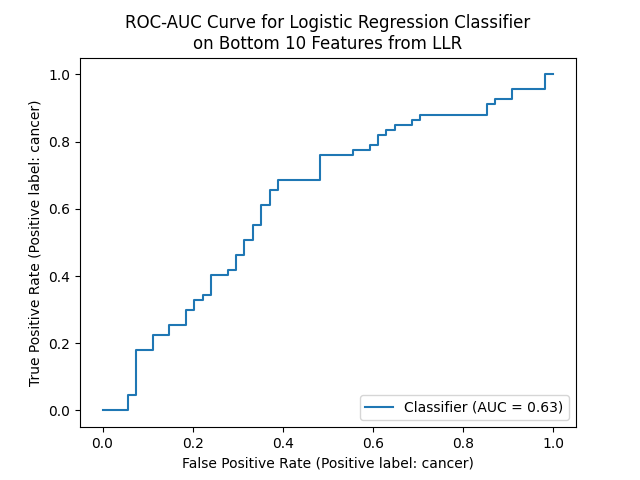 ROC-AUC Curve for Logistic Regression Classifier
on Bottom 10 Features from LLR
True Positive Rate (Positive label: cancer)
1.0
0.8
0.6
0.4
0.2
0.0
Classifier (AUC = 0.63)
0.0 0.2 0.4 0.6 0.8 1.0
False Positive Rate (Positive label: cancer)